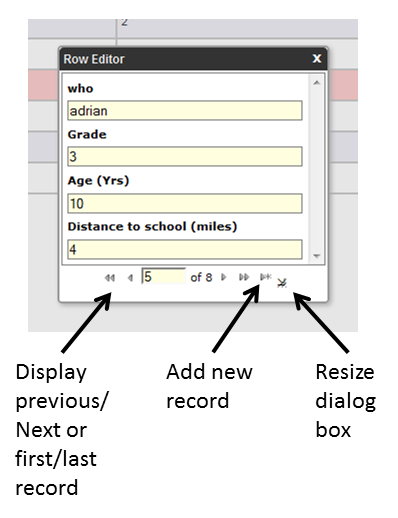 2
Row Editor X
who
adrian
Grade
3
Age (Yrs)
10
Distance to school (miles)
4
5 of 8
Display
previous/
Next or
first/last
record
Add new
record
Resize
dialog
box